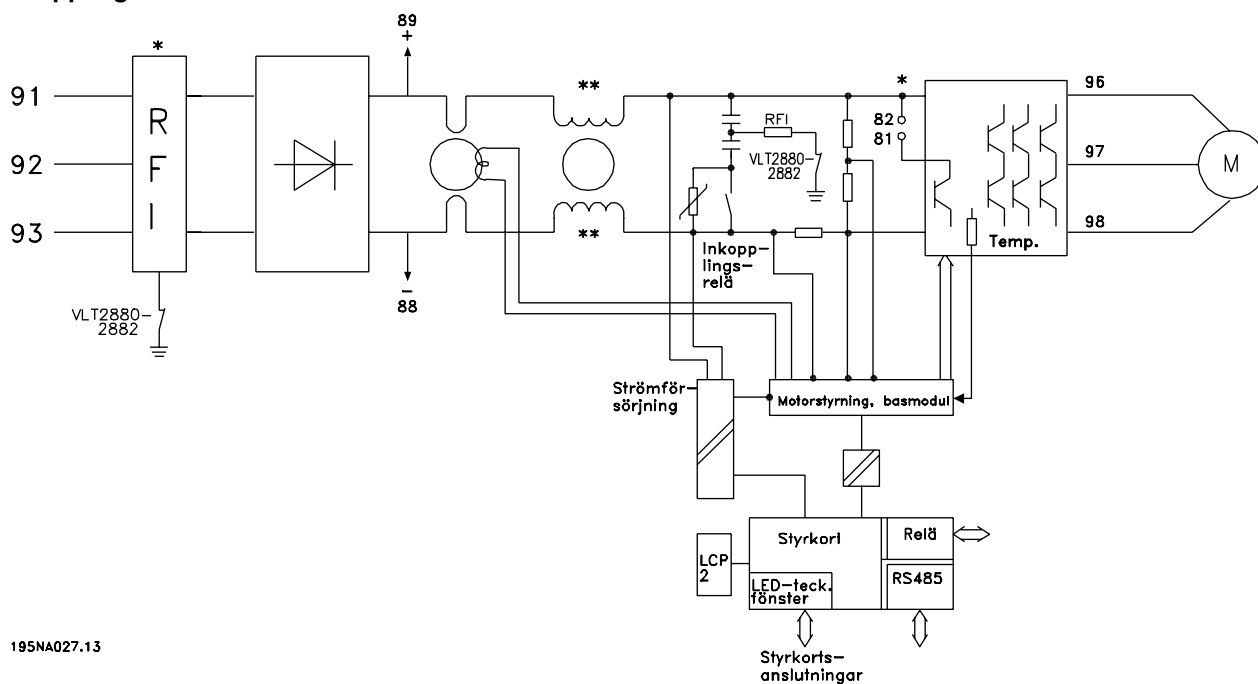 89
+
*
**
*
91
96
R
F
I
82
81
RFI
92
97
M
VLT2880-
2882
93
98
**
Inkopp-
lings-
relä
Temp.
-
88
VLT2880-
2882
Strömför-
sörjning
Motorstyrning, basmodul
Styrkort
Relä
LCP
2
RS485
LED-teck.
fönster
195NA027.13
Styrkorts-
anslutningar